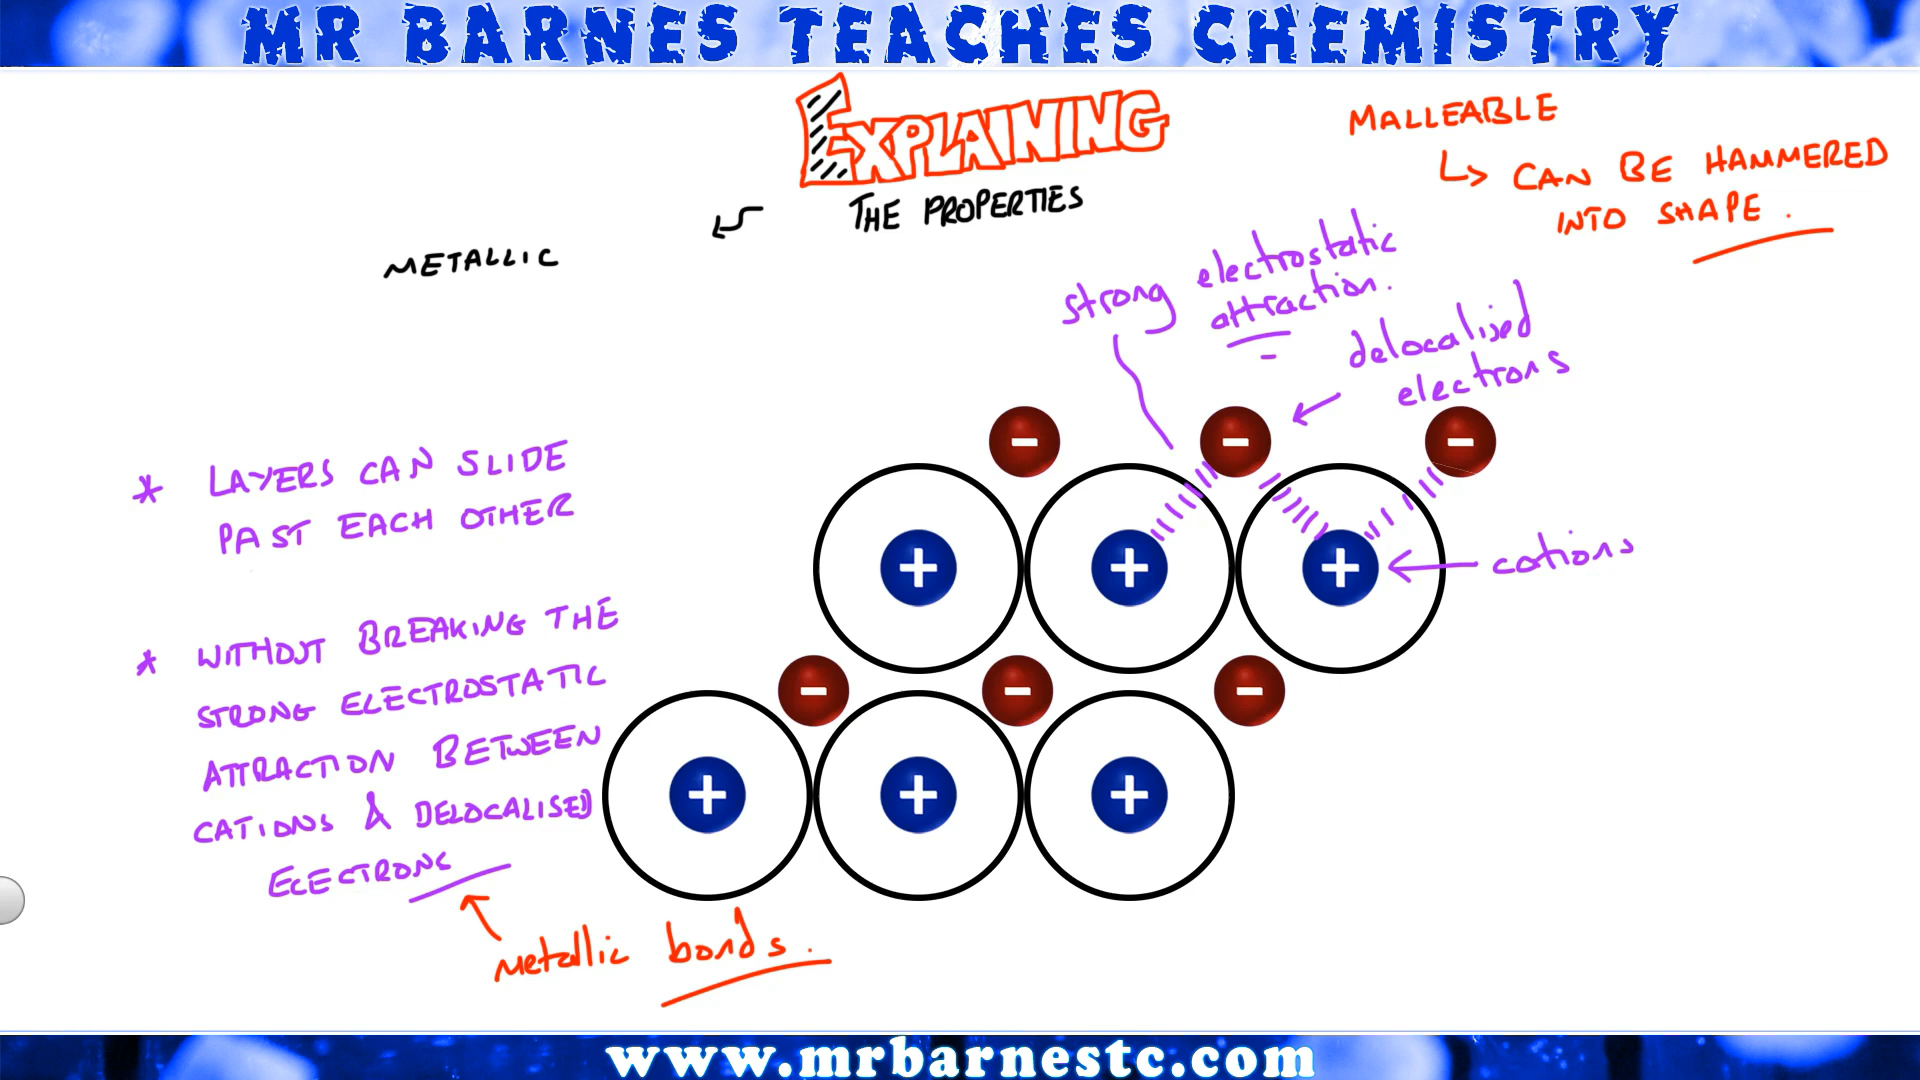 MR BARNES TEACHES CHEMISTRY
EXPLAINING
THE PROPERTIES
METALLIC
MALLEABLE
CAN BE HAMMERED
INTO SHAPE.
strong electrostatic
attraction.
delocalised
electrons
- - -
+ + +
cations
- - -
+ + +
* LAYERS CAN SLIDE
PAST EACH OTHER
* WITHOUT BREAKING THE
STRONG ELECTROSTATIC
ATTRACTION BETWEEN
CATIONS & DELOCALISED
ELECTRONS
metallic bonds.
www.mrbarnestc.com